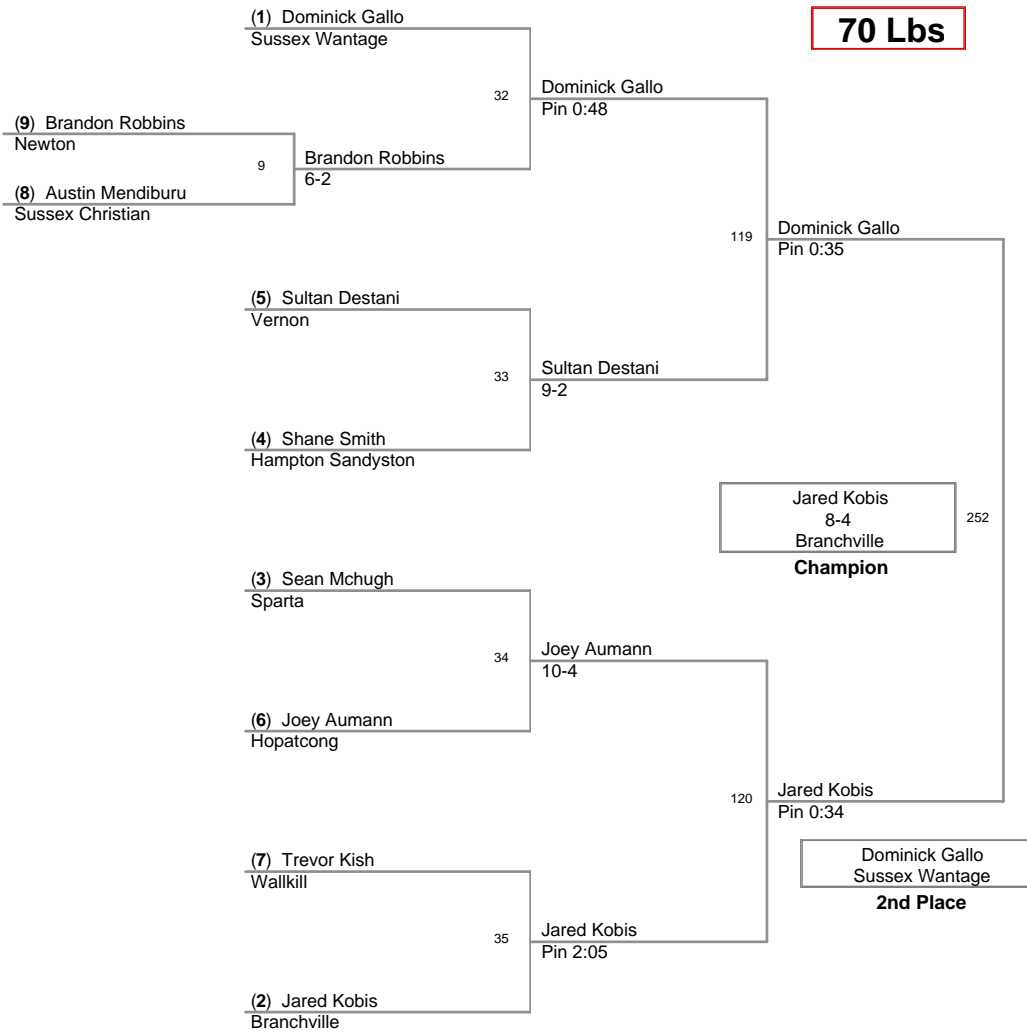 (1) Dominick Gallo
Sussex Wantage
70 Lbs
32
Dominick Gallo
Pin 0:48
(9) Brandon Robbins
Newton
9
Brandon Robbins
6-2
(8) Austin Mendiburu
Sussex Christian
119
Dominick Gallo
Pin 0:35
(5) Sultan Destani
Vernon
33
Sultan Destani
9-2
(4) Shane Smith
Hampton Sandyston
Jared Kobis
8-4
Branchville
252
Champion
(3) Sean Mchugh
Sparta
34
Joey Aumann
10-4
(6) Joey Aumann
Hopatcong
120
Jared Kobis
Pin 0:34
(7) Trevor Kish
Wallkill
Dominick Gallo
Sussex Wantage
2nd Place
35
Jared Kobis
Pin 2:05
(2) Jared Kobis
Branchville